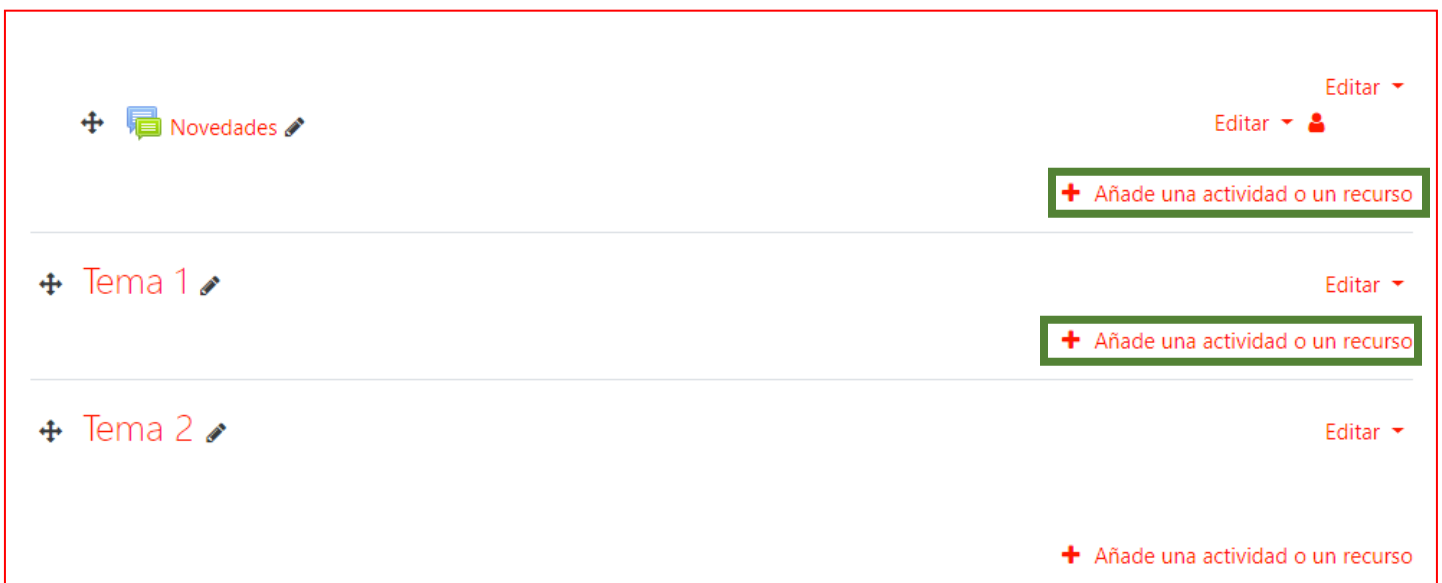 Editar
Novedades
Editar
Añade una actividad o un recurso
Tema 1
Editar
Añade una actividad o un recurso
Tema 2
Editar
Añade una actividad o un recurso